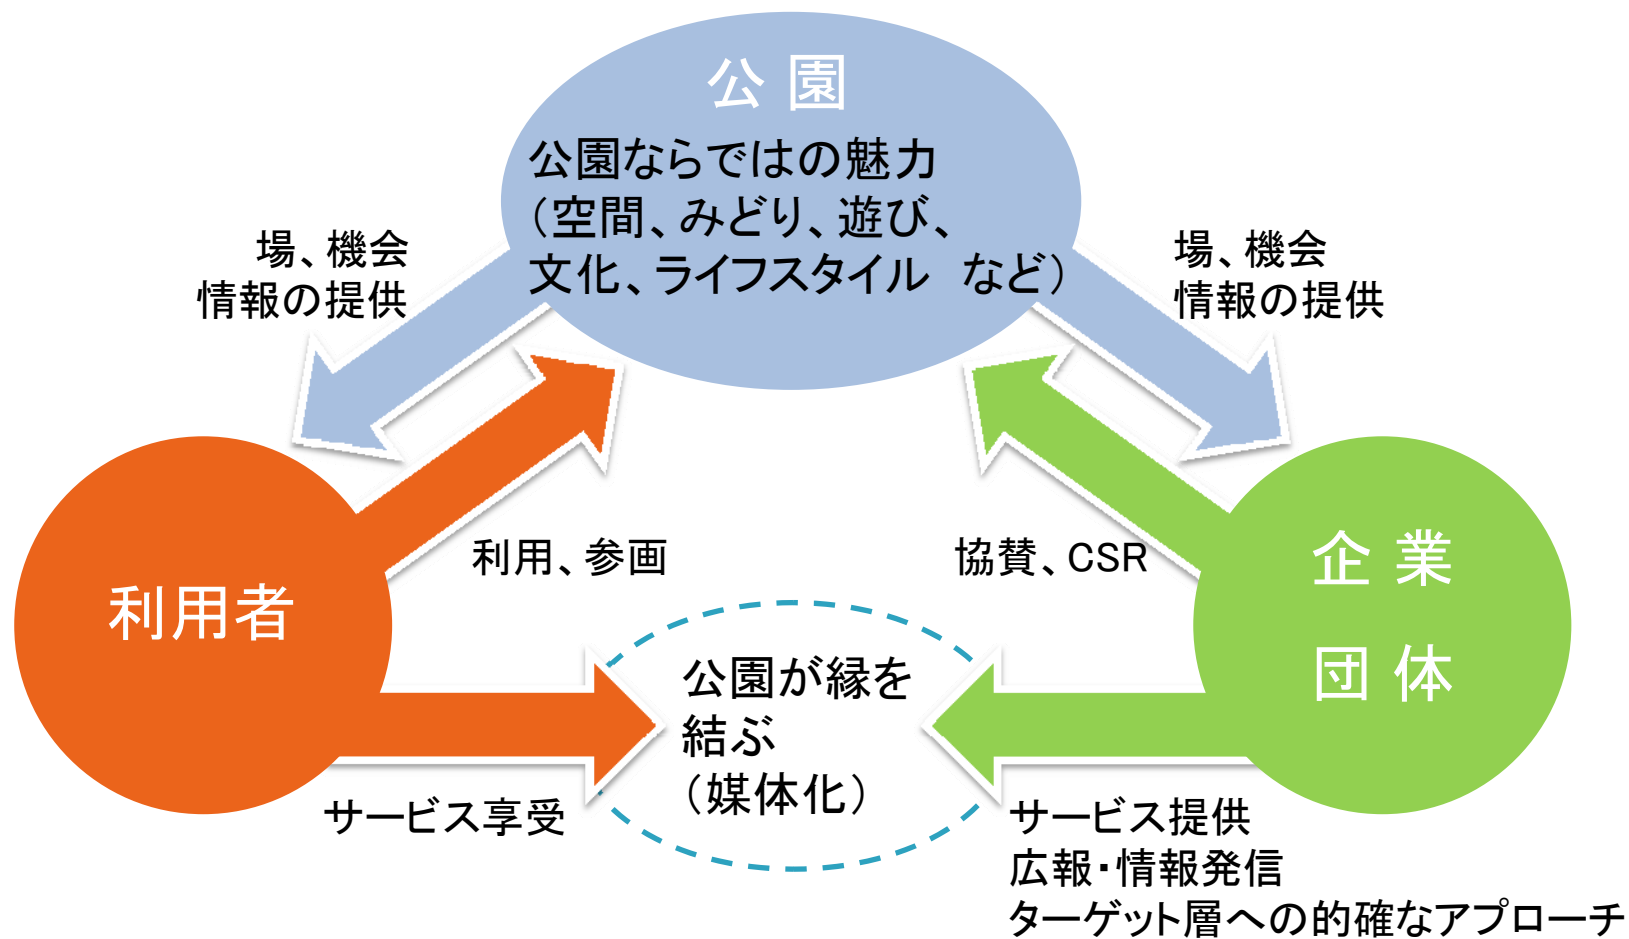 公園
公園ならではの魅力
（空間、みどり、遊び、
文化、ライフスタイル　など）
場、機会
情報の提供
場、機会
情報の提供
利用、参画
協賛、CSR
利用者
企業
団体
公園が縁を
結ぶ
（媒体化）
サービス享受
サービス提供
広報・情報発信
ターゲット層への的確なアプローチ